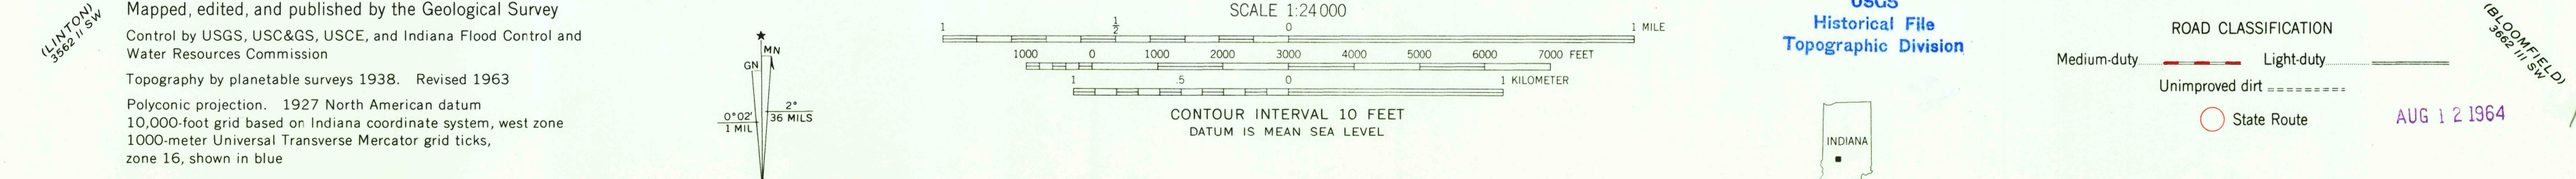 (LINTON)
3562 II SW
Mapped, edited, and published by the Geological Survey
Control by USGS, USC&GS, USCE, and Indiana Flood Control and
Water Resources Commission
Topography by planetable surveys 1938. Revised 1963
Polyconic projection. 1927 North American datum
10,000-foot grid based on Indiana coordinate system, west zone
1000-meter Universal Transverse Mercator grid ticks,
zone 16, shown in blue
MN
GN
0°02'
1 MIL
2°
36 MILS
SCALE 1:24000
1 1/2 0 1 MILE
1000 0 1000 2000 3000 4000 5000 6000 7000 FEET
1 .5 0 1 KILOMETER
CONTOUR INTERVAL 10 FEET
DATUM IS MEAN SEA LEVEL
USGS
Historical File
Topographic Division
INDIANA
ROAD CLASSIFICATION
Medium-duty Light-duty
Unimproved dirt
State Route
AUG 12 1964
(BLOOMFIELD)
3662 III SW